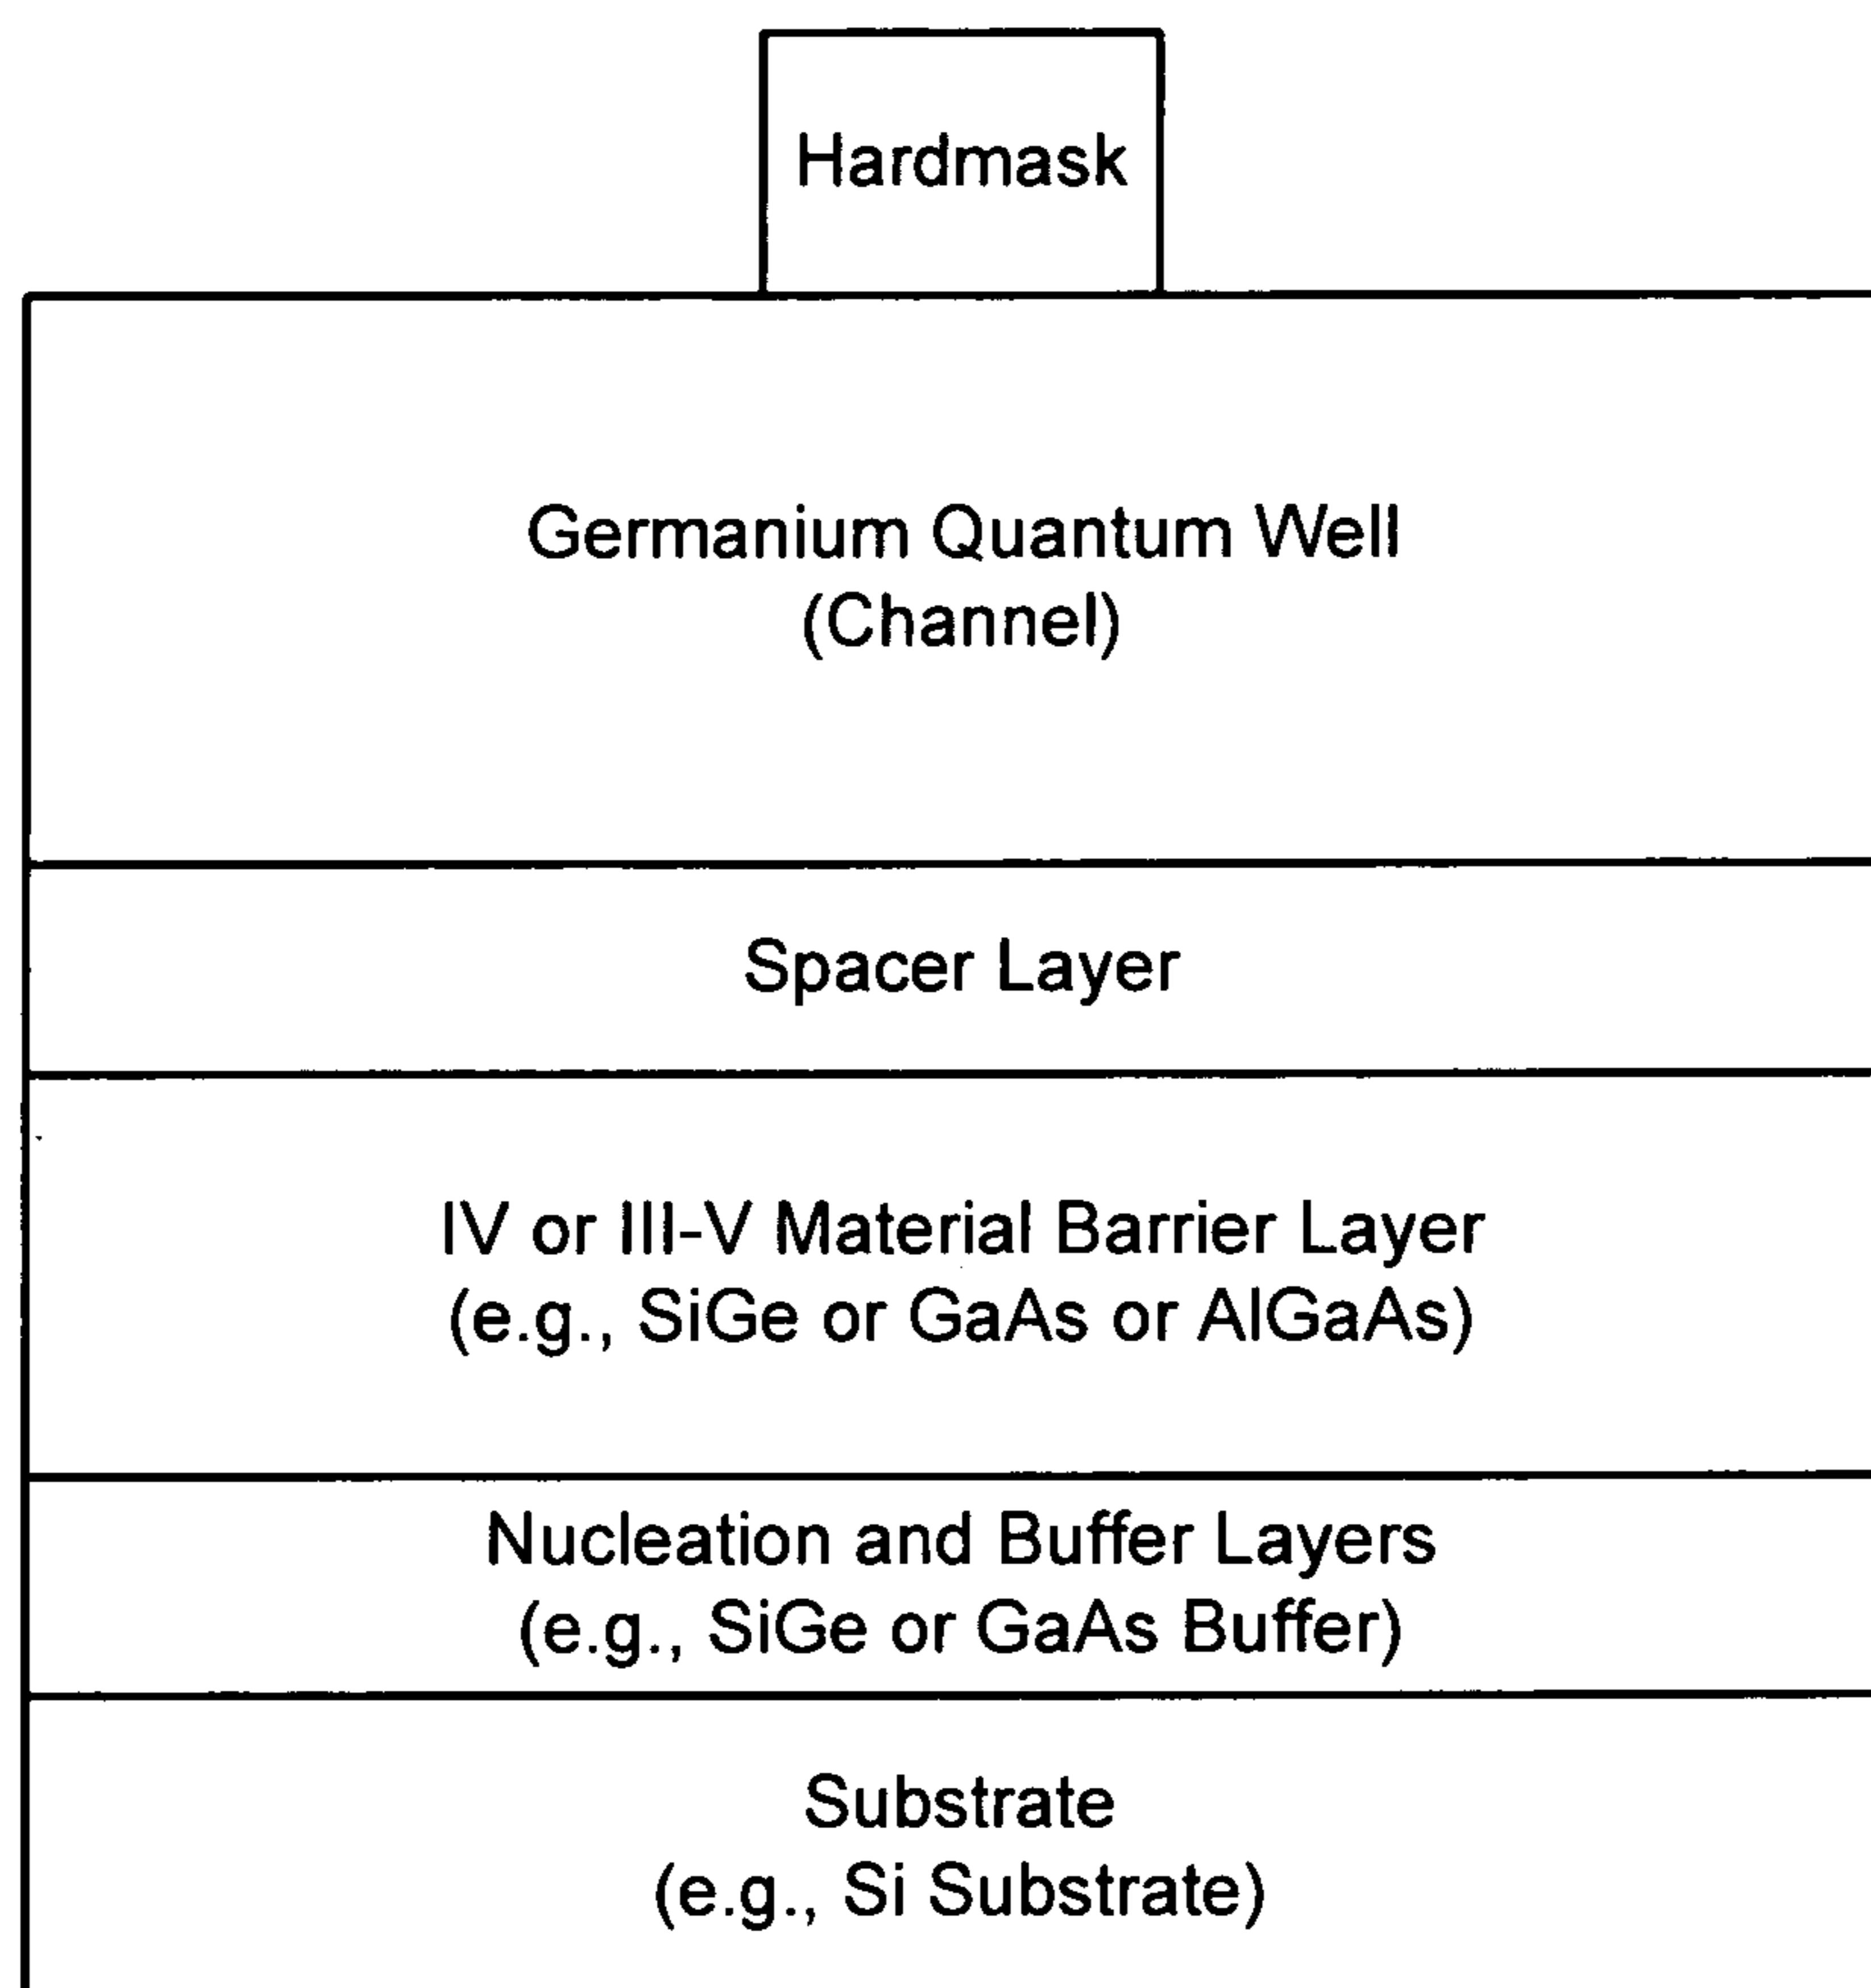 Hardmask
Germanium Quantum Well
(Channel)
Spacer Layer
IV or III-V Material Barrier Layer
(e.g., SiGe or GaAs or AlGaAs)
Nucleation and Buffer Layers
(e.g., SiGe or GaAs Buffer)
Substrate
(e.g., Si Substrate)